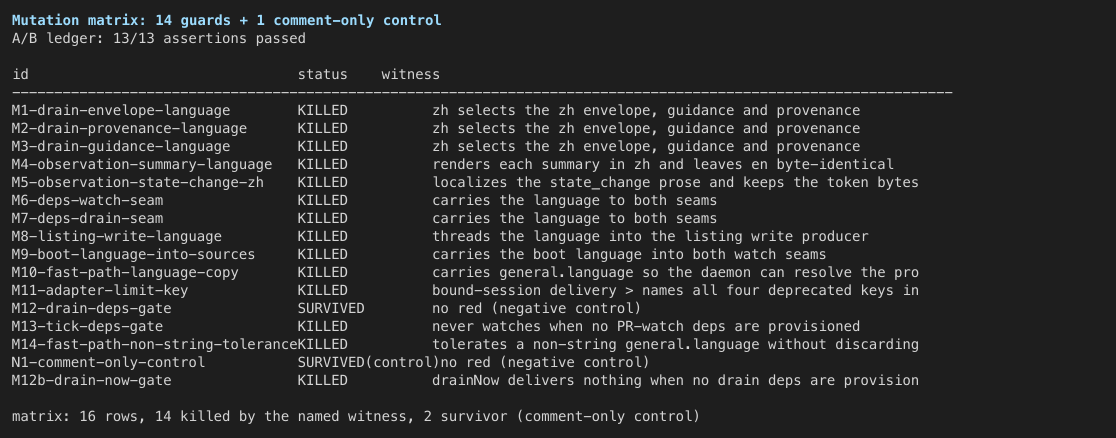 Mutation matrix: 14 guards + 1 comment-only control
A/B ledger: 13/13 assertions passed
id status witness
----------------------------------------------------------------------------------------------------------------
M1-drain-envelope-language KILLED zh selects the zh envelope, guidance and provenance
M2-drain-provenance-language KILLED zh selects the zh envelope, guidance and provenance
M3-drain-guidance-language KILLED zh selects the zh envelope, guidance and provenance
M4-observation-summary-language KILLED renders each summary in zh and leaves en byte-identical
M5-observation-state-change-zh KILLED localizes the state_change prose and keeps the token bytes
M6-deps-watch-seam KILLED carries the language to both seams
M7-deps-drain-seam KILLED carries the language to both seams
M8-listing-write-language KILLED threads the language into the listing write producer
M9-boot-language-into-sources KILLED carries the boot language into both watch seams
M10-fast-path-language-copy KILLED carries general.language so the daemon can resolve the pro
M11-adapter-limit-key KILLED bound-session delivery > names all four deprecated keys in
M12-drain-deps-gate SURVIVED no red (negative control)
M13-tick-deps-gate KILLED never watches when no PR-watch deps are provisioned
M14-fast-path-non-string-toleranceKILLED tolerates a non-string general.language without discarding
N1-comment-only-control SURVIVED(control)no red (negative control)
M12b-drain-now-gate KILLED drainNow delivers nothing when no drain deps are provision
matrix: 16 rows, 14 killed by the named witness, 2 survivor (comment-only control)